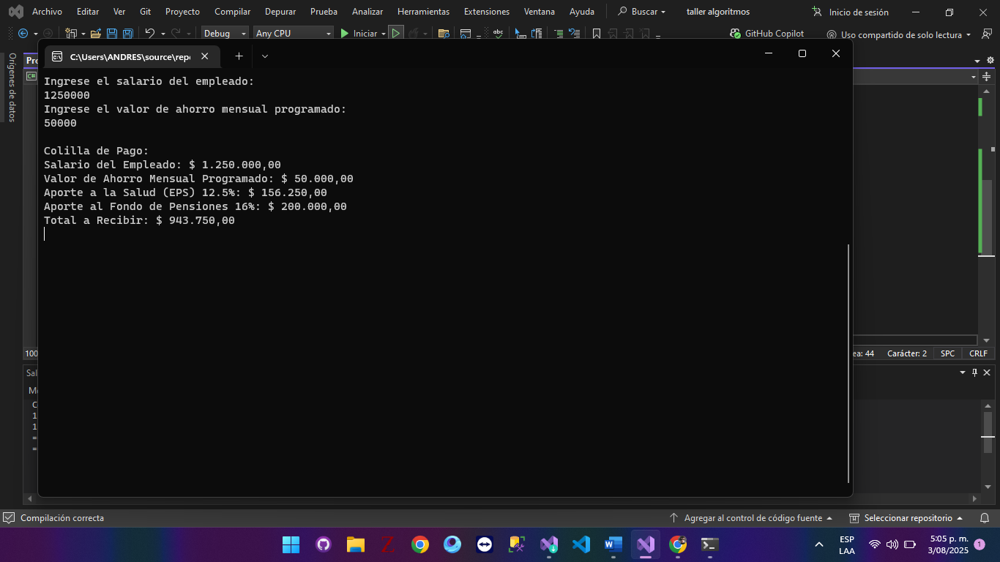 Archivo Editar Ver Git Proyecto Compilar Depurar Prueba Analizar Herramientas Extensiones Ventana Ayuda Buscar taller algoritmos Inicio de sesión
Debug Any CPU Iniciar GitHub Copilot Uso compartido de solo lectura
Orígenes de datos
C:\Users\ANDRES\source\repo
Ingrese el salario del empleado:
1250000
Ingrese el valor de ahorro mensual programado:
50000
Colilla de Pago:
Salario del Empleado: $ 1.250.000,00
Valor de Ahorro Mensual Programado: $ 50.000,00
Aporte a la Salud (EPS) 12.5%: $ 156.250,00
Aporte al Fondo de Pensiones 16%: $ 200.000,00
Total a Recibir: $ 943.750,00
100 ea: 44 Carácter: 2 SPC CRLF
Sal
Compilación correcta Agregar al control de código fuente Seleccionar repositorio
ESP 5:05 p. m.
LAA 3/08/2025 1